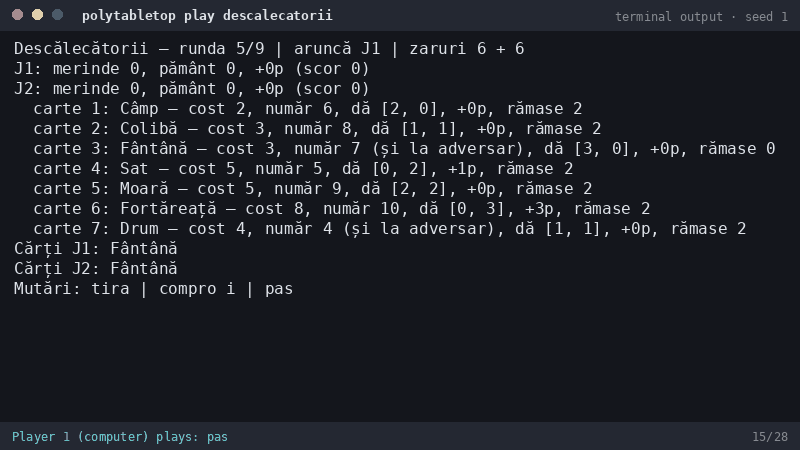 polytabletop play descalecatorii
terminal output · seed 1
Descălecătorii — runda 5/9 | aruncă J1 | zaruri 6 + 6
J1: merinde 0, pământ 0, +0p (scor 0)
J2: merinde 0, pământ 0, +0p (scor 0)
carte 1: Câmp — cost 2, număr 6, dă [2, 0], +0p, rămase 2
carte 2: Colibă — cost 3, număr 8, dă [1, 1], +0p, rămase 2
carte 3: Fântână — cost 3, număr 7 (și la adversar), dă [3, 0], +0p, rămase 0
carte 4: Sat — cost 5, număr 5, dă [0, 2], +1p, rămase 2
carte 5: Moară — cost 5, număr 9, dă [2, 2], +0p, rămase 2
carte 6: Fortăreață — cost 8, număr 10, dă [0, 3], +3p, rămase 2
carte 7: Drum — cost 4, număr 4 (și la adversar), dă [1, 1], +0p, rămase 2
Cărți J1: Fântână
Cărți J2: Fântână
Mutări: tira | compro i | pas
Player 1 (computer) plays: pas
15/28